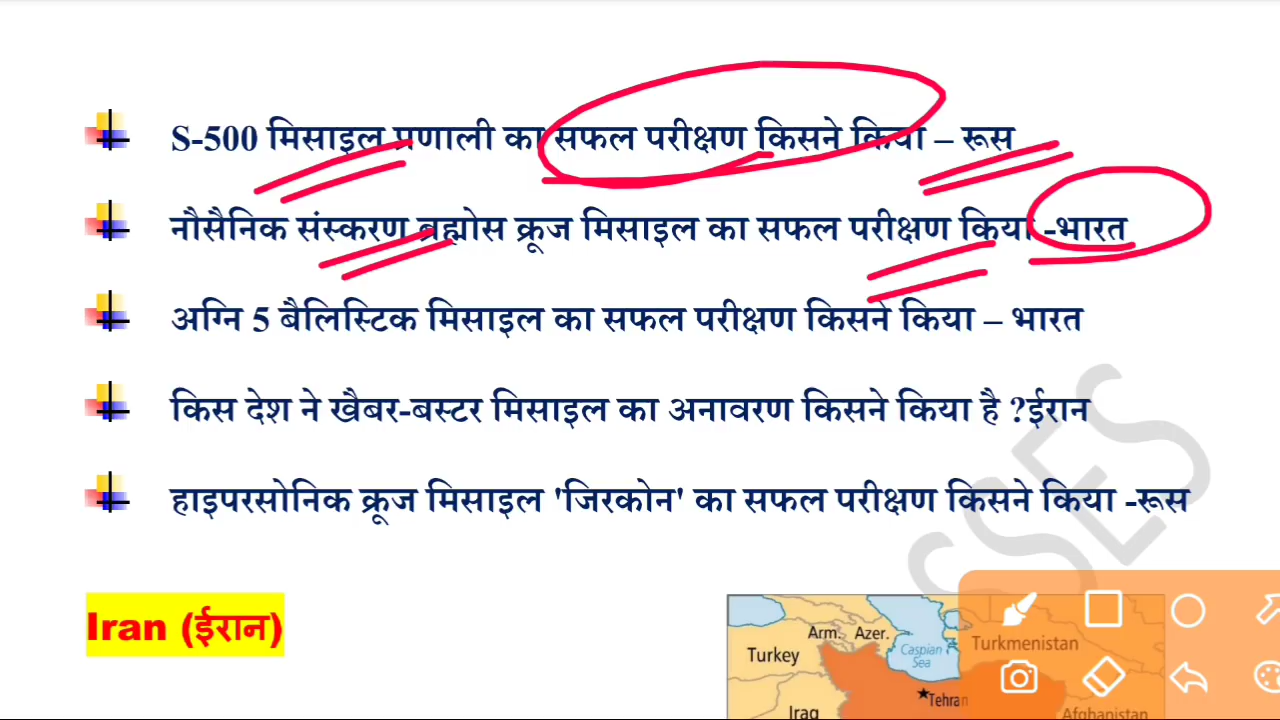 S-500 मिसाइल प्रणाली का सफल परीक्षण किसने किया – रूस
नौसैनिक संस्करण ब्रह्मोस क्रूज मिसाइल का सफल परीक्षण किया -भारत
अग्नि 5 बैलिस्टिक मिसाइल का सफल परीक्षण किसने किया – भारत
किस देश ने खैबर-बस्टर मिसाइल का अनावरण किसने किया है ?ईरान
हाइपरसोनिक क्रूज मिसाइल 'जिरकोन' का सफल परीक्षण किसने किया -रूस
SES
Iran (ईरान)
Arm. Azer.
Turkey
Caspian
Sea
Turkmenistan
Tehran
Iraq
Afghanistan